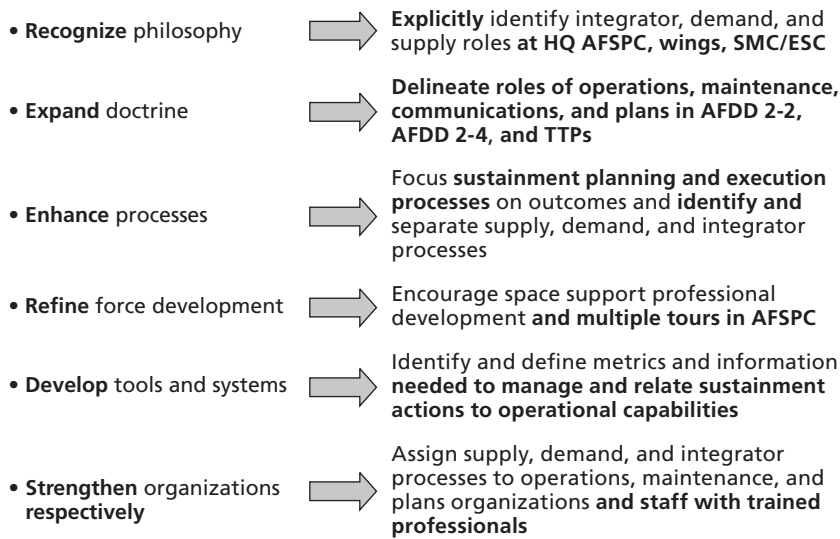 • Recognize philosophy
Explicitly identify integrator, demand, and
supply roles at HQ AFSPC, wings, SMC/ESC
• Expand doctrine
Delineate roles of operations, maintenance,
communications, and plans in AFDD 2-2,
AFDD 2-4, and TTPs
• Enhance processes
Focus sustainment planning and execution
processes on outcomes and identify and
separate supply, demand, and integrator
processes
• Refine force development
Encourage space support professional
development and multiple tours in AFSPC
• Develop tools and systems
Identify and define metrics and information
needed to manage and relate sustainment
actions to operational capabilities
• Strengthen organizations
respectively
Assign supply, demand, and integrator
processes to operations, maintenance, and
plans organizations and staff with trained
professionals